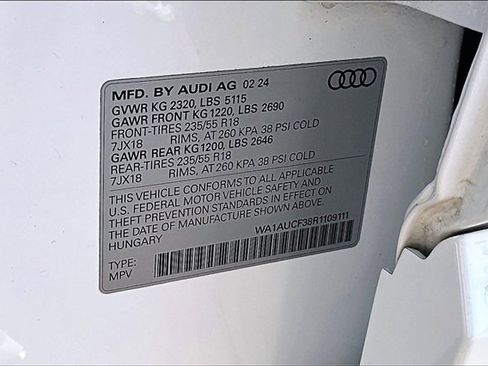 MFD. BY AUDI AG 02 24
GVWR KG 2320, LBS 5115
GAWR FRONT KG1220, LBS 2690
FRONT-TIRES 235/55 R18
7JX18 RIMS, AT 260 KPA 38 PSI COLD
GAWR REAR KG1200, LBS 2646
REAR-TIRES 235/55 R18
7JX18 RIMS, AT 260 KPA 38 PSI COLD
THIS VEHICLE CONFORMS TO ALL APPLICABLE
U.S. FEDERAL MOTOR VEHICLE SAFETY AND
THEFT PREVENTION STANDARDS IN EFFECT ON
THE DATE OF MANUFACTURE SHOWN ABOVE.
HUNGARY
WA1AUCF38R1109111
TYPE:
MPV